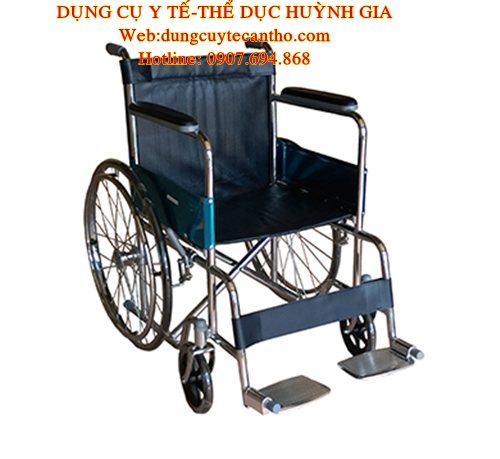 DỤNG CỤ Y TẾ-THỂ DỤC HUỲNH GIA
Web:dungcuytecantho.com
Hotline: 0907.694.868